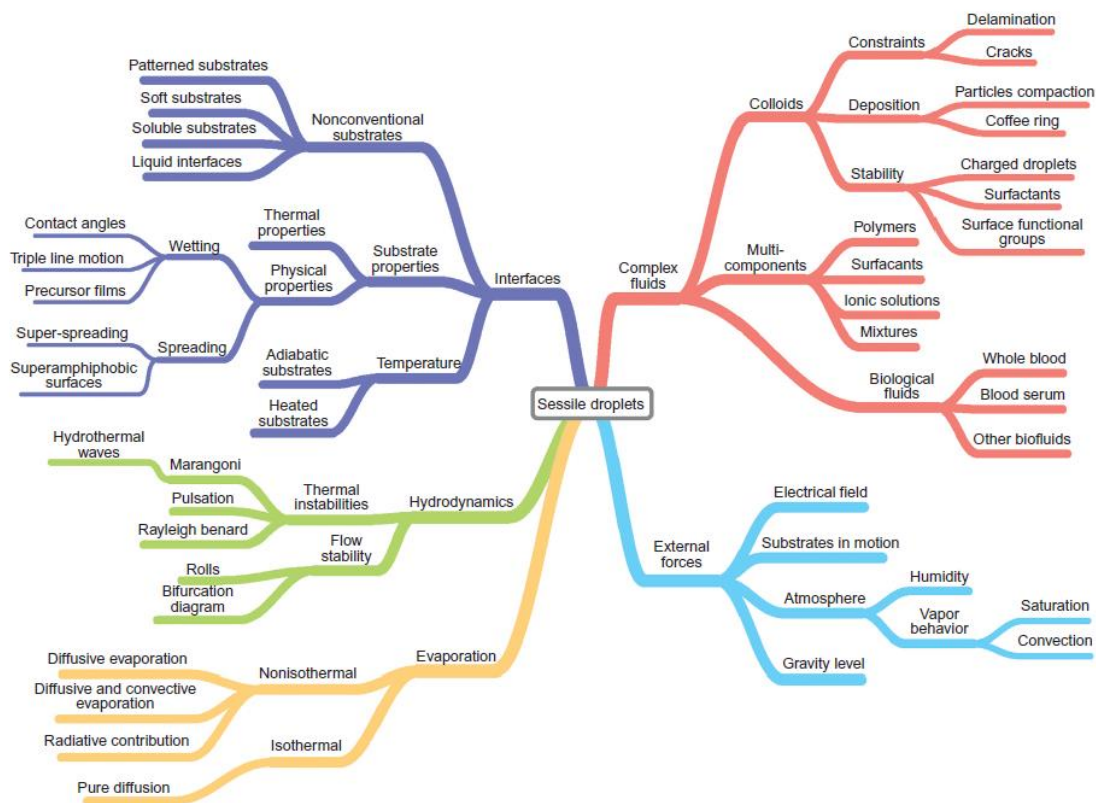 Patterned substrates
Soft substrates
Soluble substrates
Liquid interfaces
Nonconventional
substrates
Contact angles
Triple line motion
Precursor films
Wetting
Super-spreading
Superamphiphobic
surfaces
Spreading
Thermal
properties
Physical
properties
Substrate
properties
Adiabatic
substrates
Heated
substrates
Temperature
Interfaces
Hydrothermal
waves
Marangoni
Pulsation
Rayleigh benard
Thermal
instabilities
Rolls
Bifurcation
diagram
Flow
stability
Hydrodynamics
Diffusive evaporation
Diffusive and convective
evaporation
Radiative contribution
Nonisothermal
Pure diffusion
Isothermal
Evaporation
Sessile droplets
Complex
fluids
Colloids
Constraints
Delamination
Cracks
Deposition
Particles compaction
Coffee ring
Stability
Charged droplets
Surfactants
Surface functional
groups
Multi-
components
Polymers
Surfacants
Ionic solutions
Mixtures
Biological
fluids
Whole blood
Blood serum
Other biofluids
External
forces
Electrical field
Substrates in motion
Atmosphere
Humidity
Vapor
behavior
Saturation
Convection
Gravity level